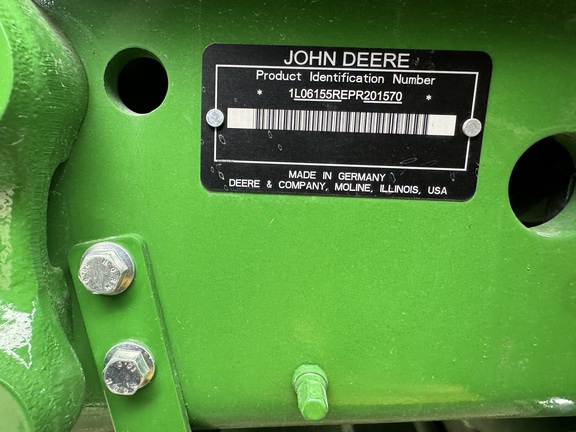 JOHN DEERE
Product Identification Number
* 1L06155REPR201570 *
MADE IN GERMANY
DEERE & COMPANY, MOLINE, ILLINOIS, USA